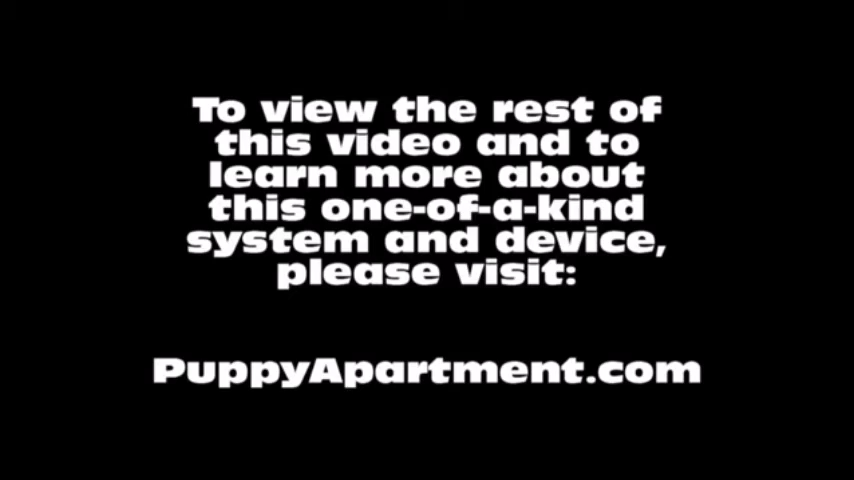 To view the rest of
this video and to
learn more about
this one-of-a-kind
system and device,
please visit:
PuppyApartment.com